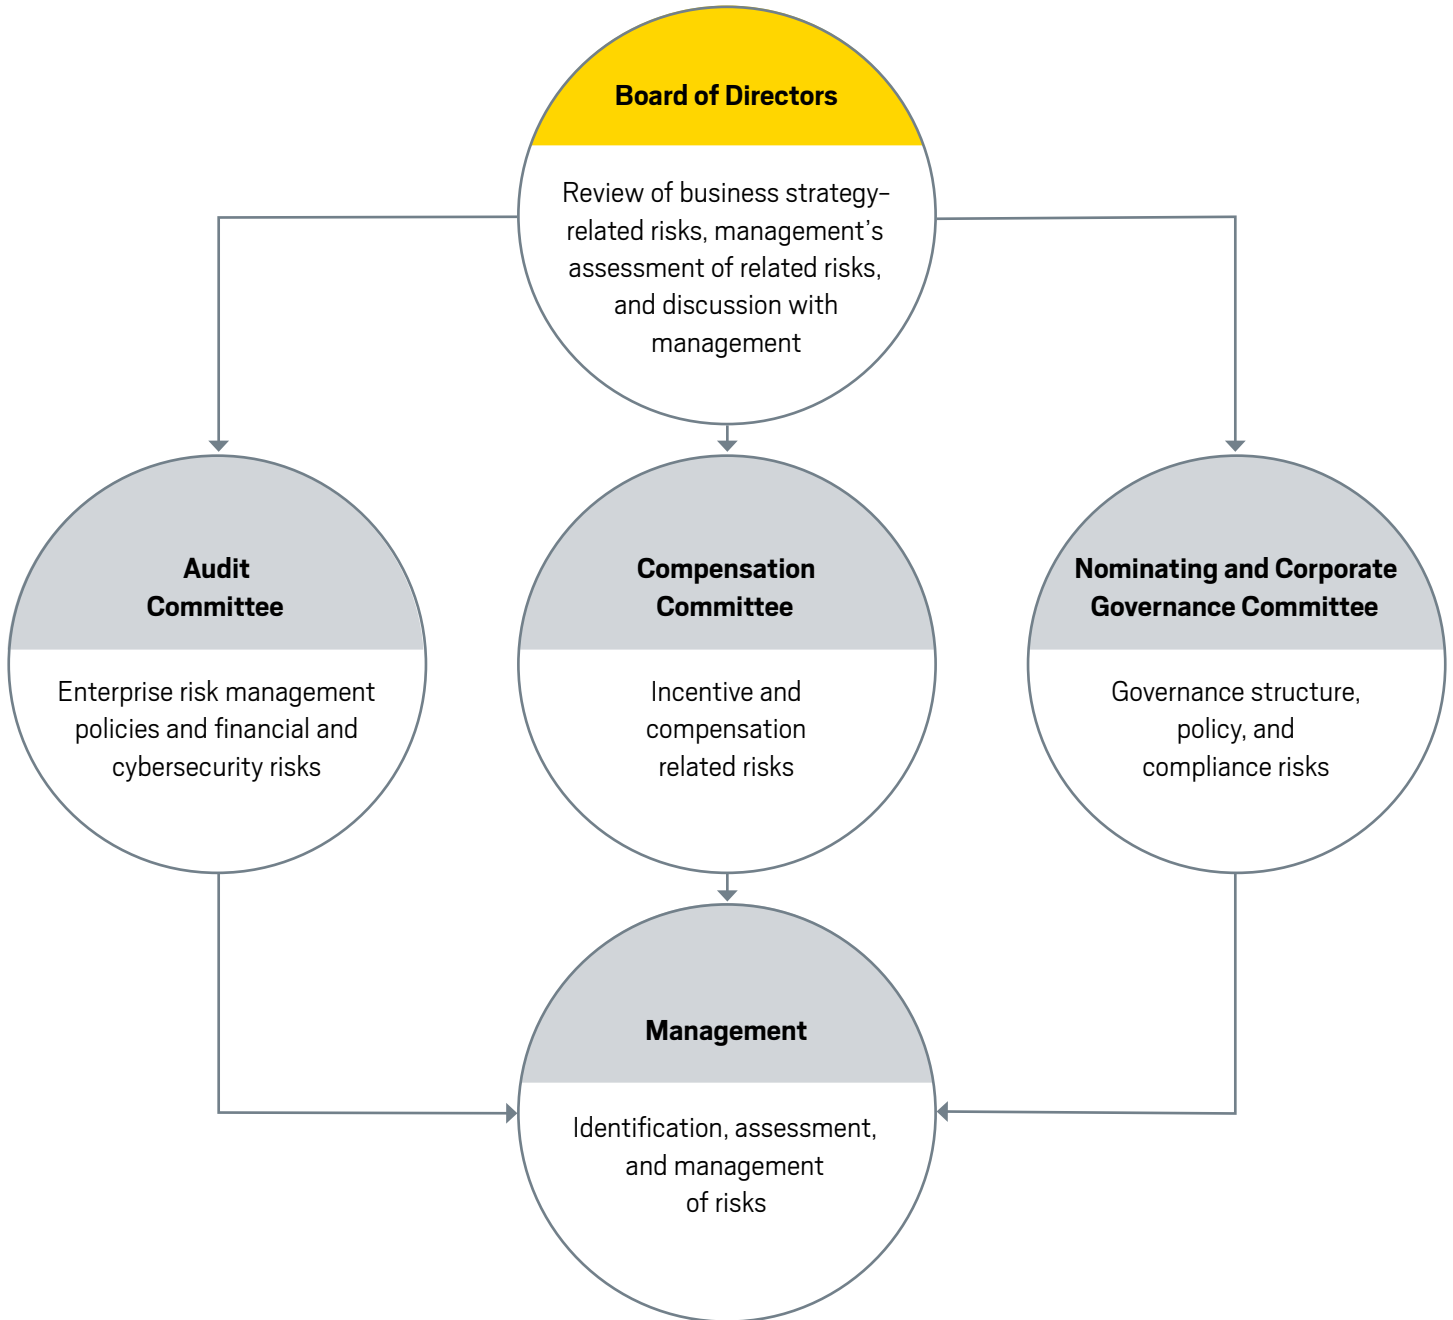 Board of Directors
Review of business strategy–
related risks, management’s
assessment of related risks,
and discussion with
management
Audit
Committee
Enterprise risk management
policies and financial and
cybersecurity risks
Compensation
Committee
Incentive and
compensation
related risks
Nominating and Corporate
Governance Committee
Governance structure,
policy, and
compliance risks
Management
Identification, assessment,
and management
of risks